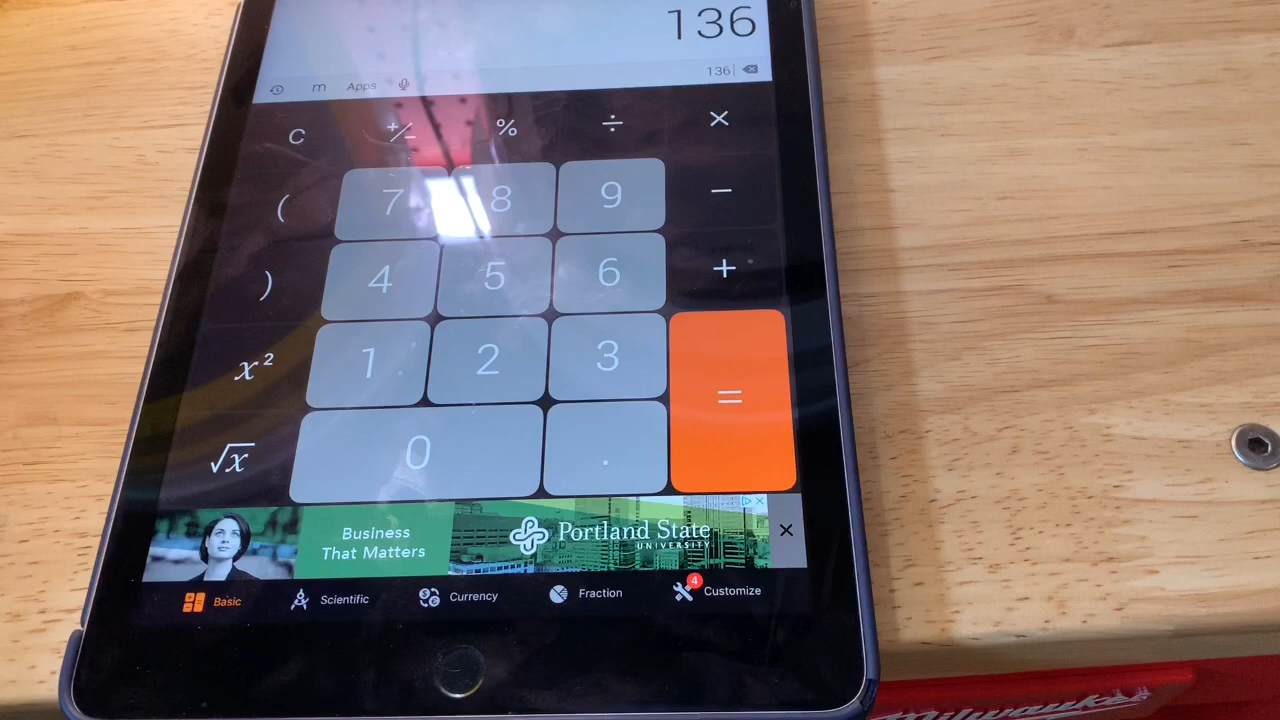 136
136
m Apps
C +/− % ÷ ×
( 7 8 9 −
) 4 5 6 +
x² 1 2 3
=
√x 0 .
Business
That Matters
Portland State
UNIVERSITY
Basic Scientific Currency Fraction Customize
4
Milwaukee